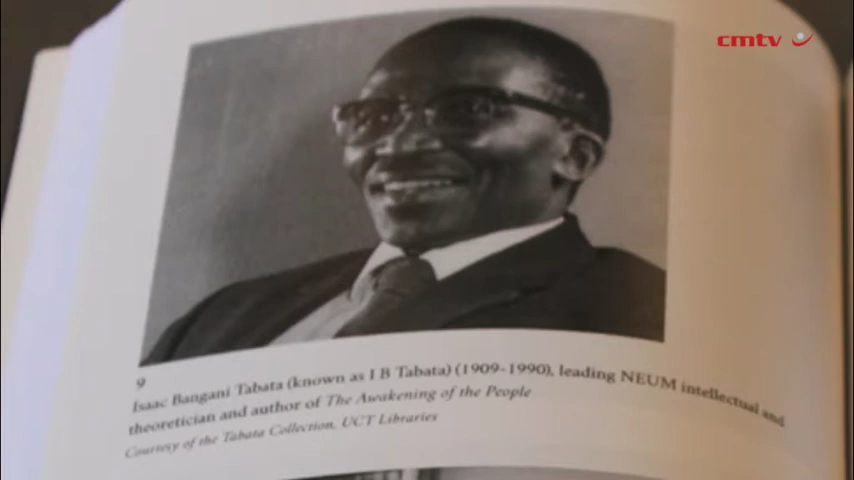 cmtv
9
Isaac Bangani Tabata (known as I B Tabata) (1909–1990), leading NEUM intellectual and
theoretician and author of The Awakening of the People
Courtesy of the Tabata Collection, UCT Libraries